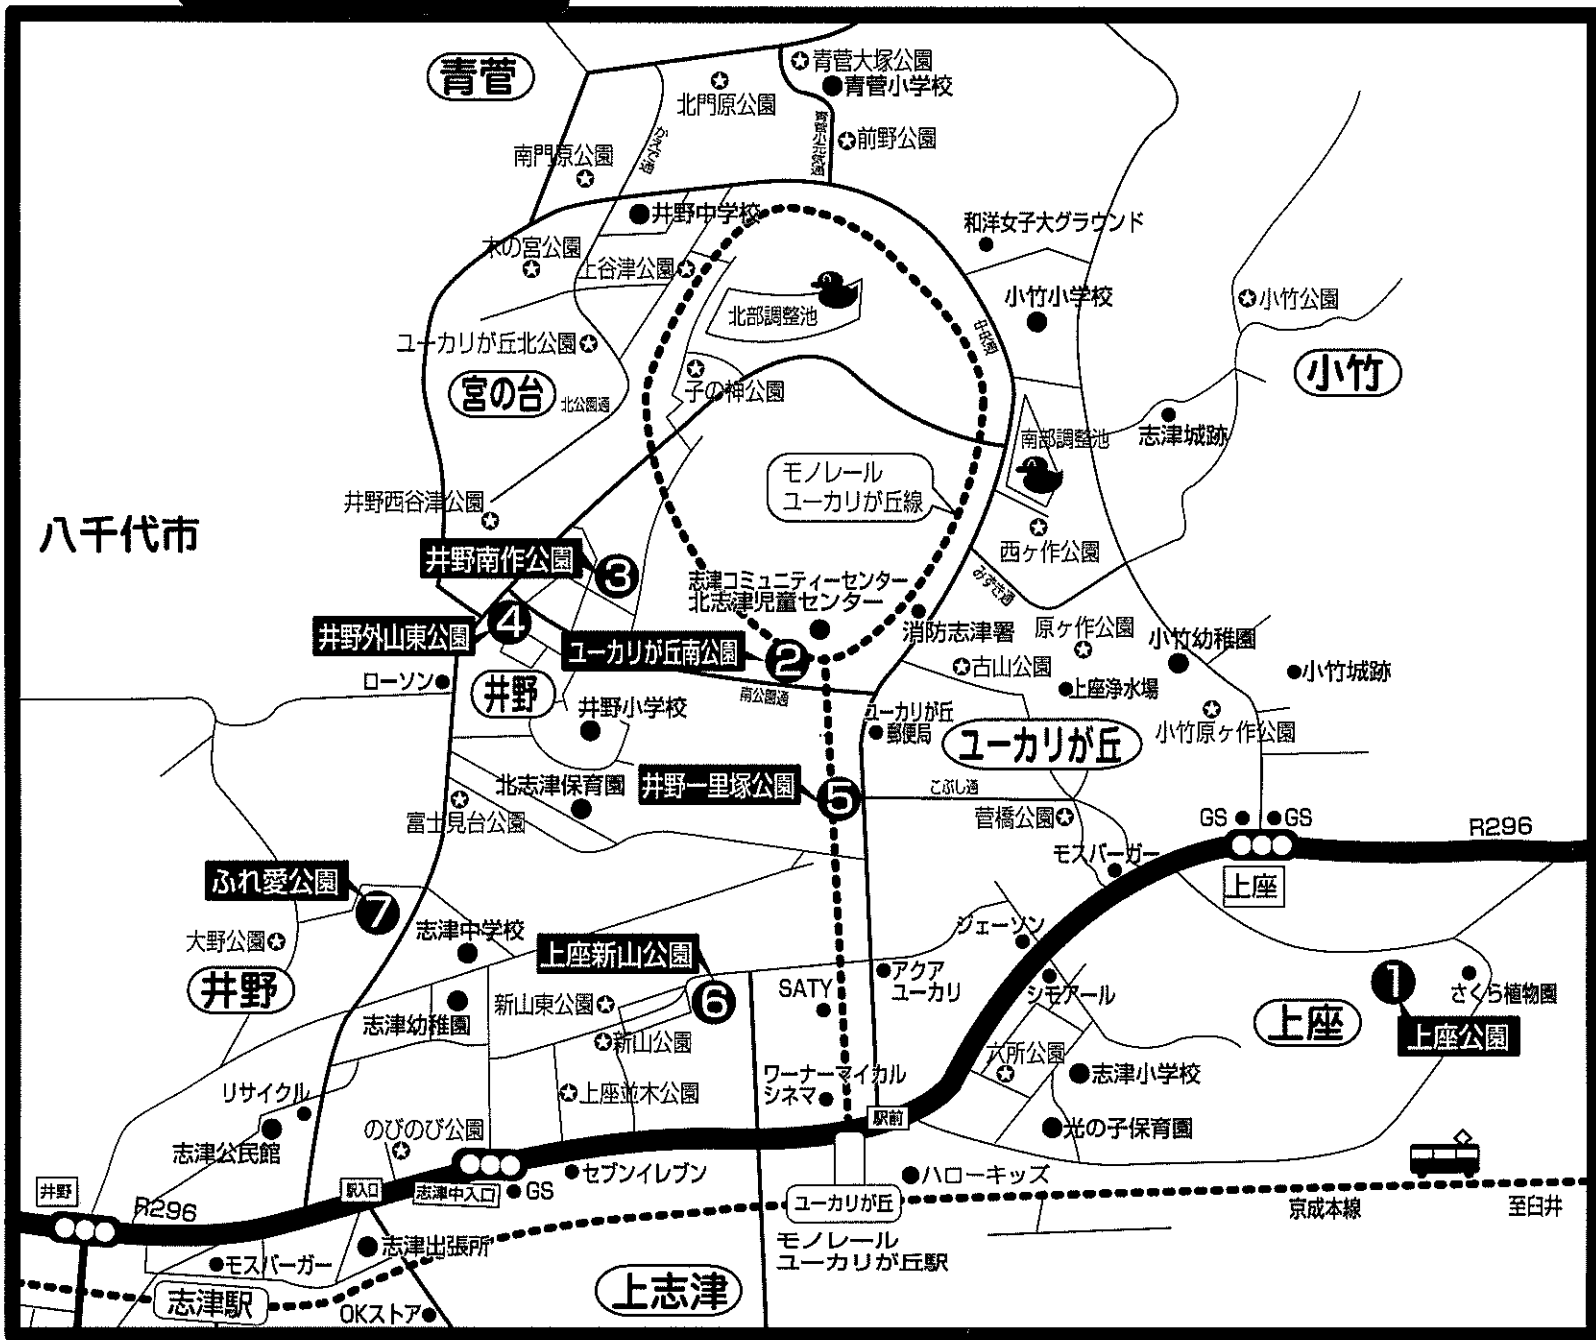 青菅
青菅大塚公園
青菅小学校
北門原公園
前野公園
南門原公園
井野中学校
和洋女子大グラウンド
木の宮公園
上谷津公園
北部調整池
小竹小学校
小竹公園
中央通
ユーカリが丘北公園
宮の台
北公園通
子の神公園
小竹
志津城跡
南部調整池
モノレール
ユーカリが丘線
井野西谷津公園
八千代市
井野南作公園
3
西ヶ作公園
みずき通
志津コミュニティーセンター
北志津児童センター
井野外山東公園
4
ユーカリが丘南公園
2
消防志津署
原ヶ作公園
小竹幼稚園
古山公園
小竹城跡
上座浄水場
ローソン
井野
南公園通
井野小学校
ユーカリが丘
郵便局
ユーカリが丘
小竹原ヶ作公園
北志津保育園
井野一里塚公園
5
こぶし通
富士見台公園
菅橋公園
GS
GS
R296
モスバーガー
上座
ふれ愛公園
7
大野公園
志津中学校
上座新山公園
6
ジェーソン
井野
志津幼稚園
新山東公園
SATY
アクア
ユーカリ
シモアール
1
さくら植物園
上座
上座公園
新山公園
六所公園
リサイクル
上座並木公園
ワーナーマイカル
シネマ
志津小学校
志津公民館
のびのび公園
駅前
光の子保育園
井野
R296
駅入口
志津中入口
GS
セブンイレブン
ハローキッズ
ユーカリが丘
京成本線
至臼井
モノレール
ユーカリが丘駅
志津出張所
モスバーガー
志津駅
OKストア
上志津